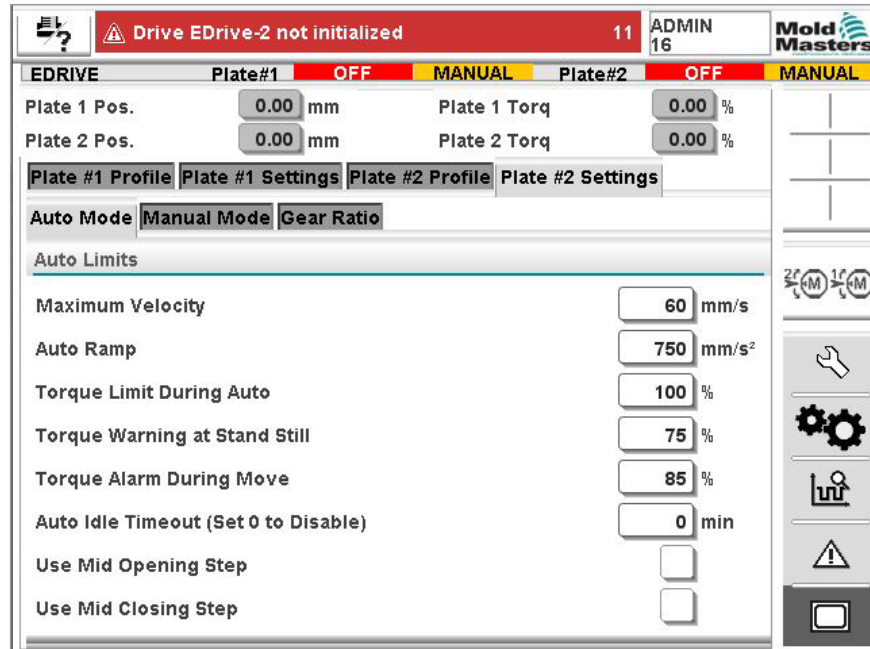 Drive EDrive-2 not initialized 11
ADMIN
16
Mold
Masters
EDRIVE Plate#1 OFF MANUAL Plate#2 OFF MANUAL
Plate 1 Pos. 0.00 mm Plate 1 Torq 0.00 %
Plate 2 Pos. 0.00 mm Plate 2 Torq 0.00 %
Plate #1 Profile Plate #1 Settings Plate #2 Profile Plate #2 Settings
Auto Mode Manual Mode Gear Ratio
Auto Limits
Maximum Velocity 60 mm/s
Auto Ramp 750 mm/s²
Torque Limit During Auto 100 %
Torque Warning at Stand Still 75 %
Torque Alarm During Move 85 %
Auto Idle Timeout (Set 0 to Disable) 0 min
Use Mid Opening Step
Use Mid Closing Step